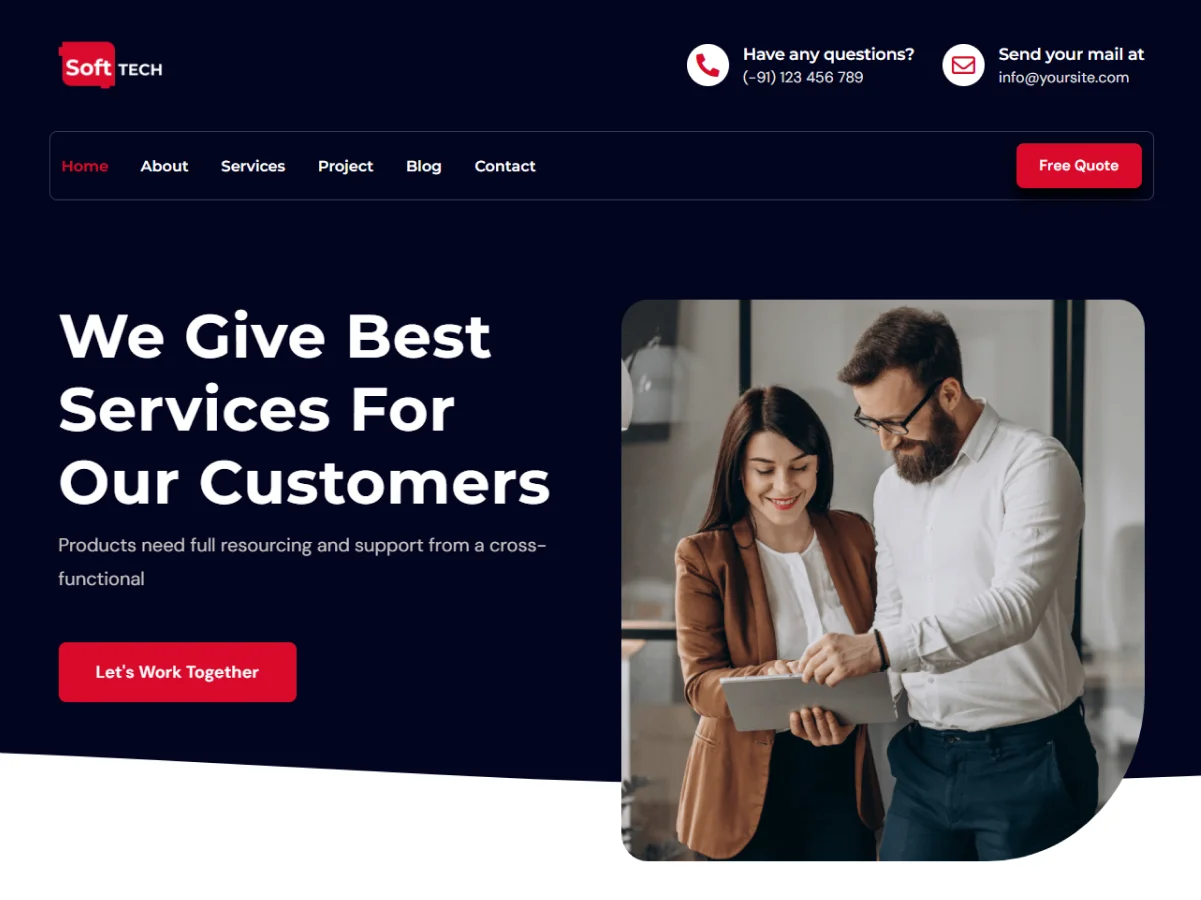 Soft TECH
Have any questions?
(-91) 123 456 789
Send your mail at
info@yoursite.com
Home About Services Project Blog Contact
Free Quote
We Give Best
Services For
Our Customers
Products need full resourcing and support from a cross-
functional
Let's Work Together